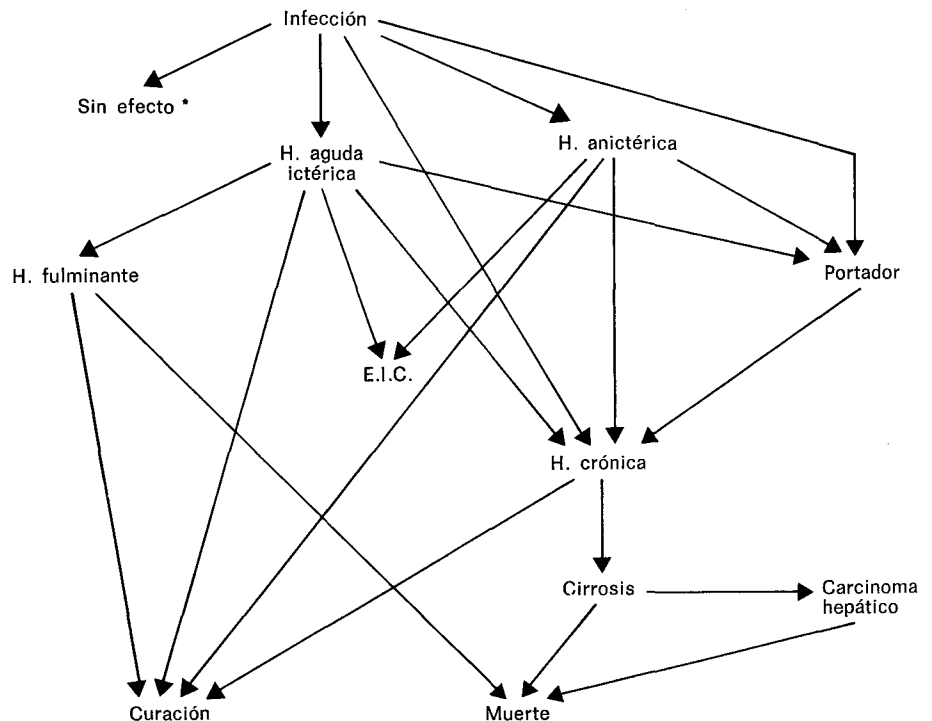 Infección
Sin efecto *
H. aguda
ictérica
H. anictérica
H. fulminante
Portador
E.I.C.
H. crónica
Cirrosis
Carcinoma
hepático
Curación
Muerte